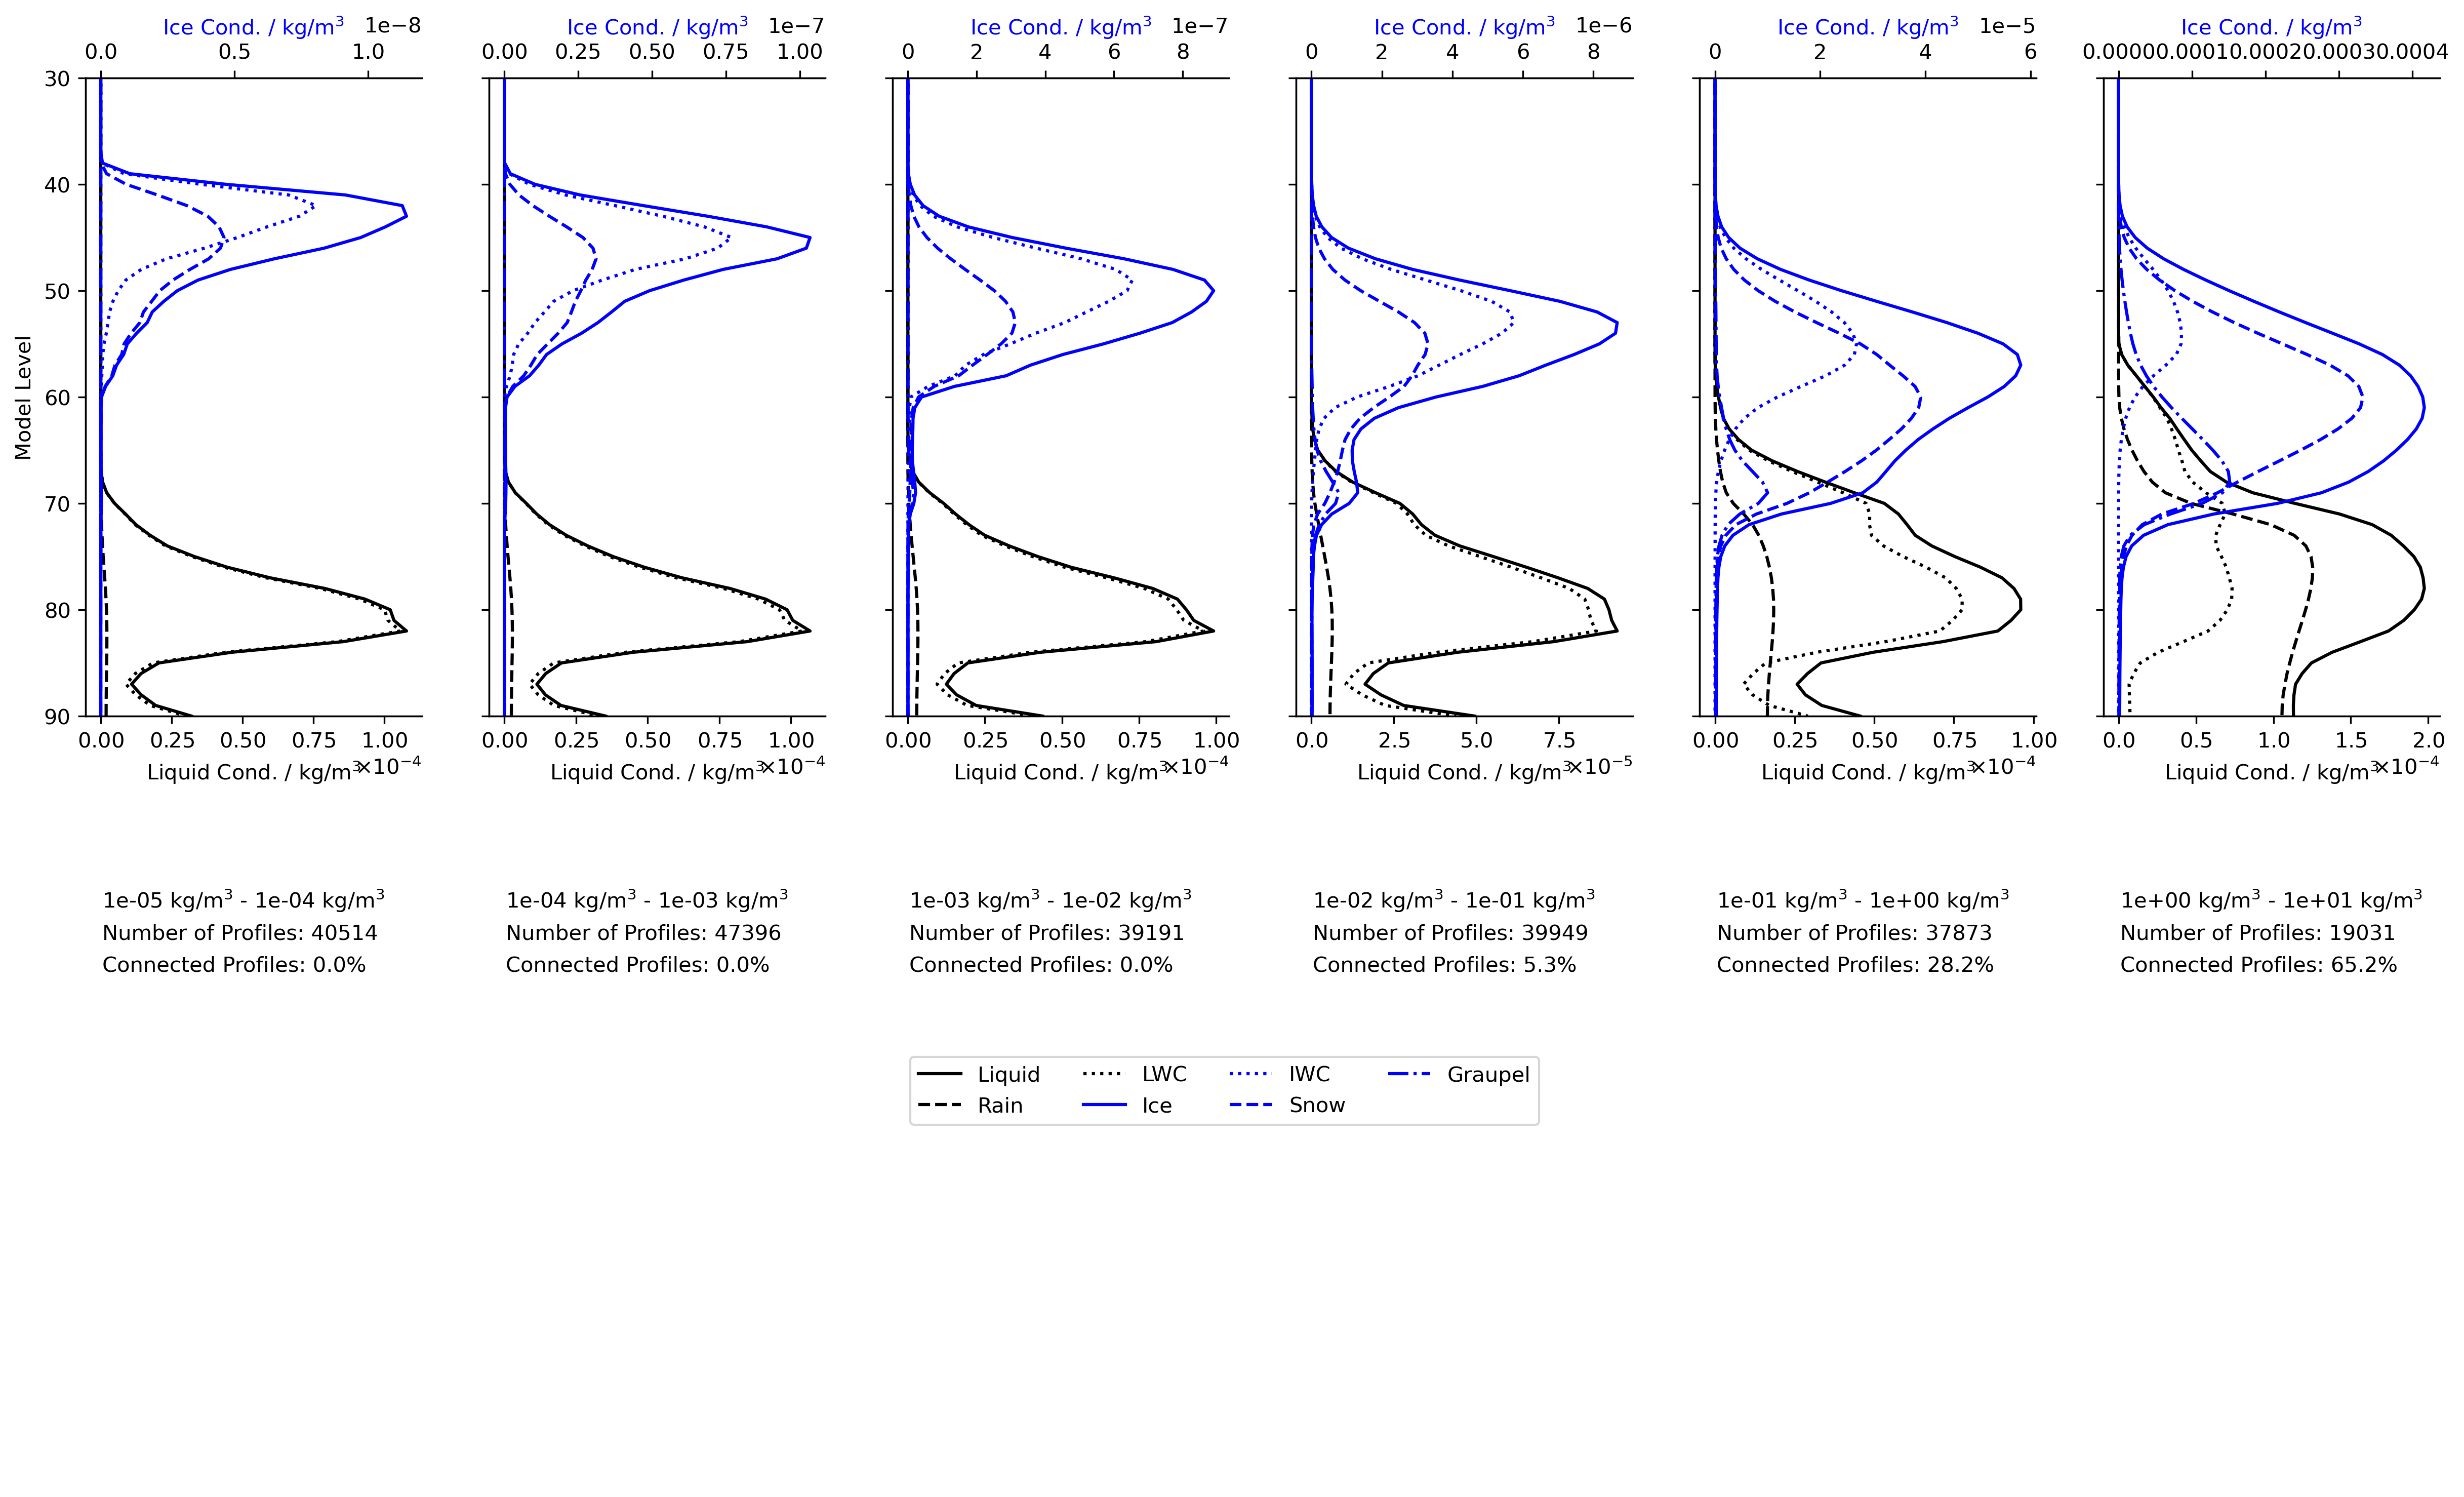 Ice Cond. / kg/m³ 1e−8
0.0 0.5 1.0
Ice Cond. / kg/m³ 1e−7
0.00 0.25 0.50 0.75 1.00
Ice Cond. / kg/m³ 1e−7
0 2 4 6 8
Ice Cond. / kg/m³ 1e−6
0 2 4 6 8
Ice Cond. / kg/m³ 1e−5
0 2 4 6
Ice Cond. / kg/m³
0.0000 0.0001 0.0002 0.0003 0.0004
Model Level
30
40
50
60
70
80
90
0.00 0.25 0.50 0.75 1.00
Liquid Cond. / kg/m³ ×10⁻⁴
0.00 0.25 0.50 0.75 1.00
Liquid Cond. / kg/m³ ×10⁻⁴
0.00 0.25 0.50 0.75 1.00
Liquid Cond. / kg/m³ ×10⁻⁴
0.0 2.5 5.0 7.5
Liquid Cond. / kg/m³ ×10⁻⁵
0.00 0.25 0.50 0.75 1.00
Liquid Cond. / kg/m³ ×10⁻⁴
0.0 0.5 1.0 1.5 2.0
Liquid Cond. / kg/m³ ×10⁻⁴
1e-05 kg/m³ - 1e-04 kg/m³
Number of Profiles: 40514
Connected Profiles: 0.0%
1e-04 kg/m³ - 1e-03 kg/m³
Number of Profiles: 47396
Connected Profiles: 0.0%
1e-03 kg/m³ - 1e-02 kg/m³
Number of Profiles: 39191
Connected Profiles: 0.0%
1e-02 kg/m³ - 1e-01 kg/m³
Number of Profiles: 39949
Connected Profiles: 5.3%
1e-01 kg/m³ - 1e+00 kg/m³
Number of Profiles: 37873
Connected Profiles: 28.2%
1e+00 kg/m³ - 1e+01 kg/m³
Number of Profiles: 19031
Connected Profiles: 65.2%
Liquid LWC IWC Graupel
Rain Ice Snow